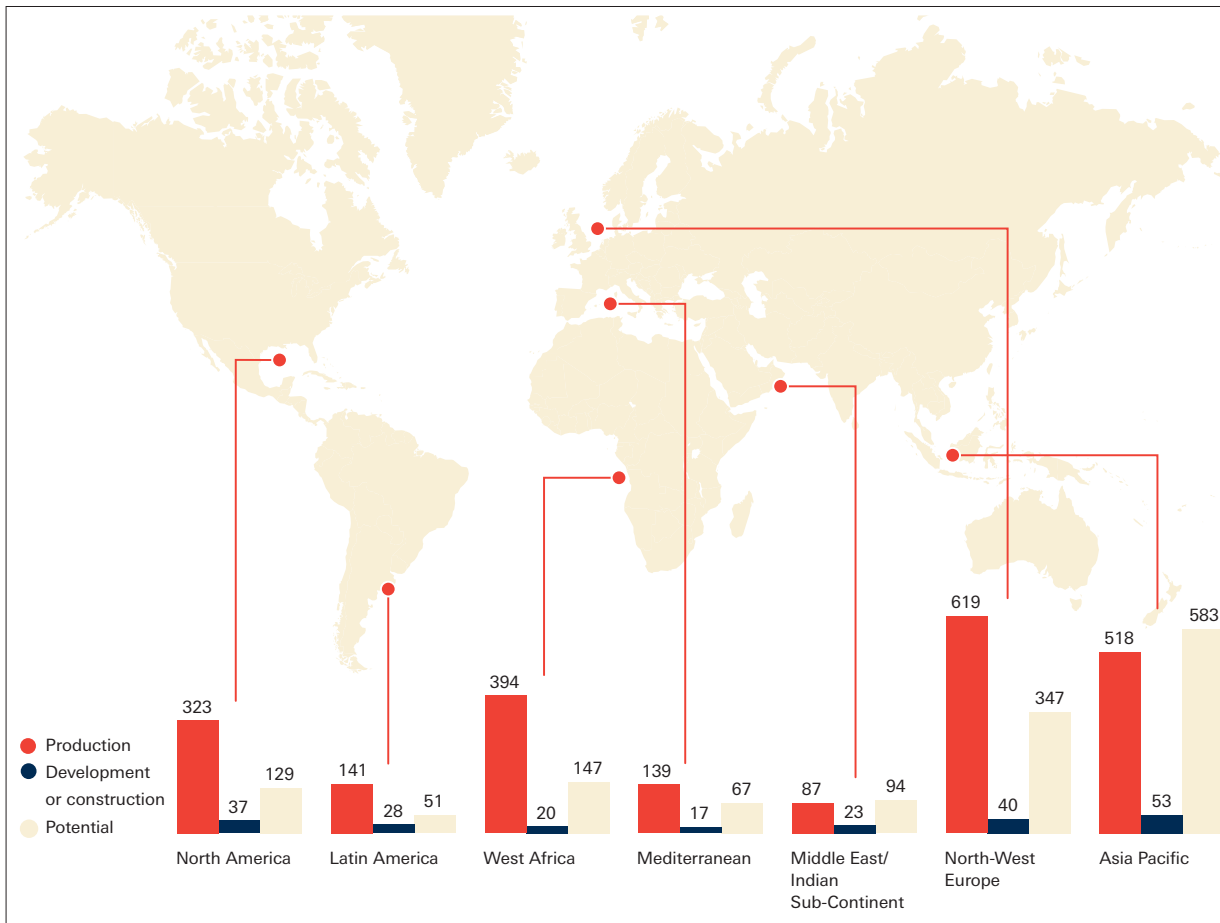 619
583
518
394
347
323
147
141
139
129
94
87
67
51
53
40
37
28
23
20
17
Production
Development
or construction
Potential
North America
Latin America
West Africa
Mediterranean
Middle East/
Indian
Sub-Continent
North-West
Europe
Asia Pacific